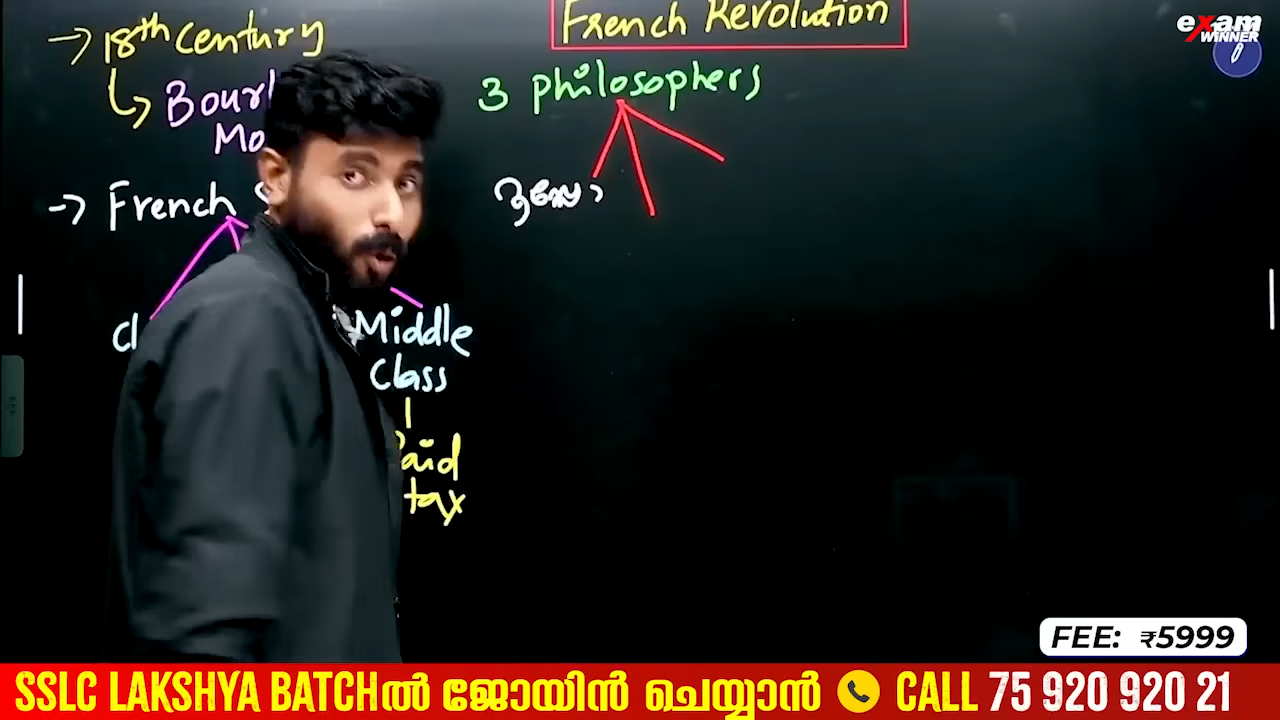 French Revolution
exam
WINNER
-> 18th century
↳ Bour
Mo
3 Philosophers
-> French S
റൂസ്സോ
Cl
Middle
Class
Paid
tax
FEE: ₹5999
SSLC LAKSHYA BATCHൽ ജോയിൻ ചെയ്യാൻ CALL 75 920 920 21